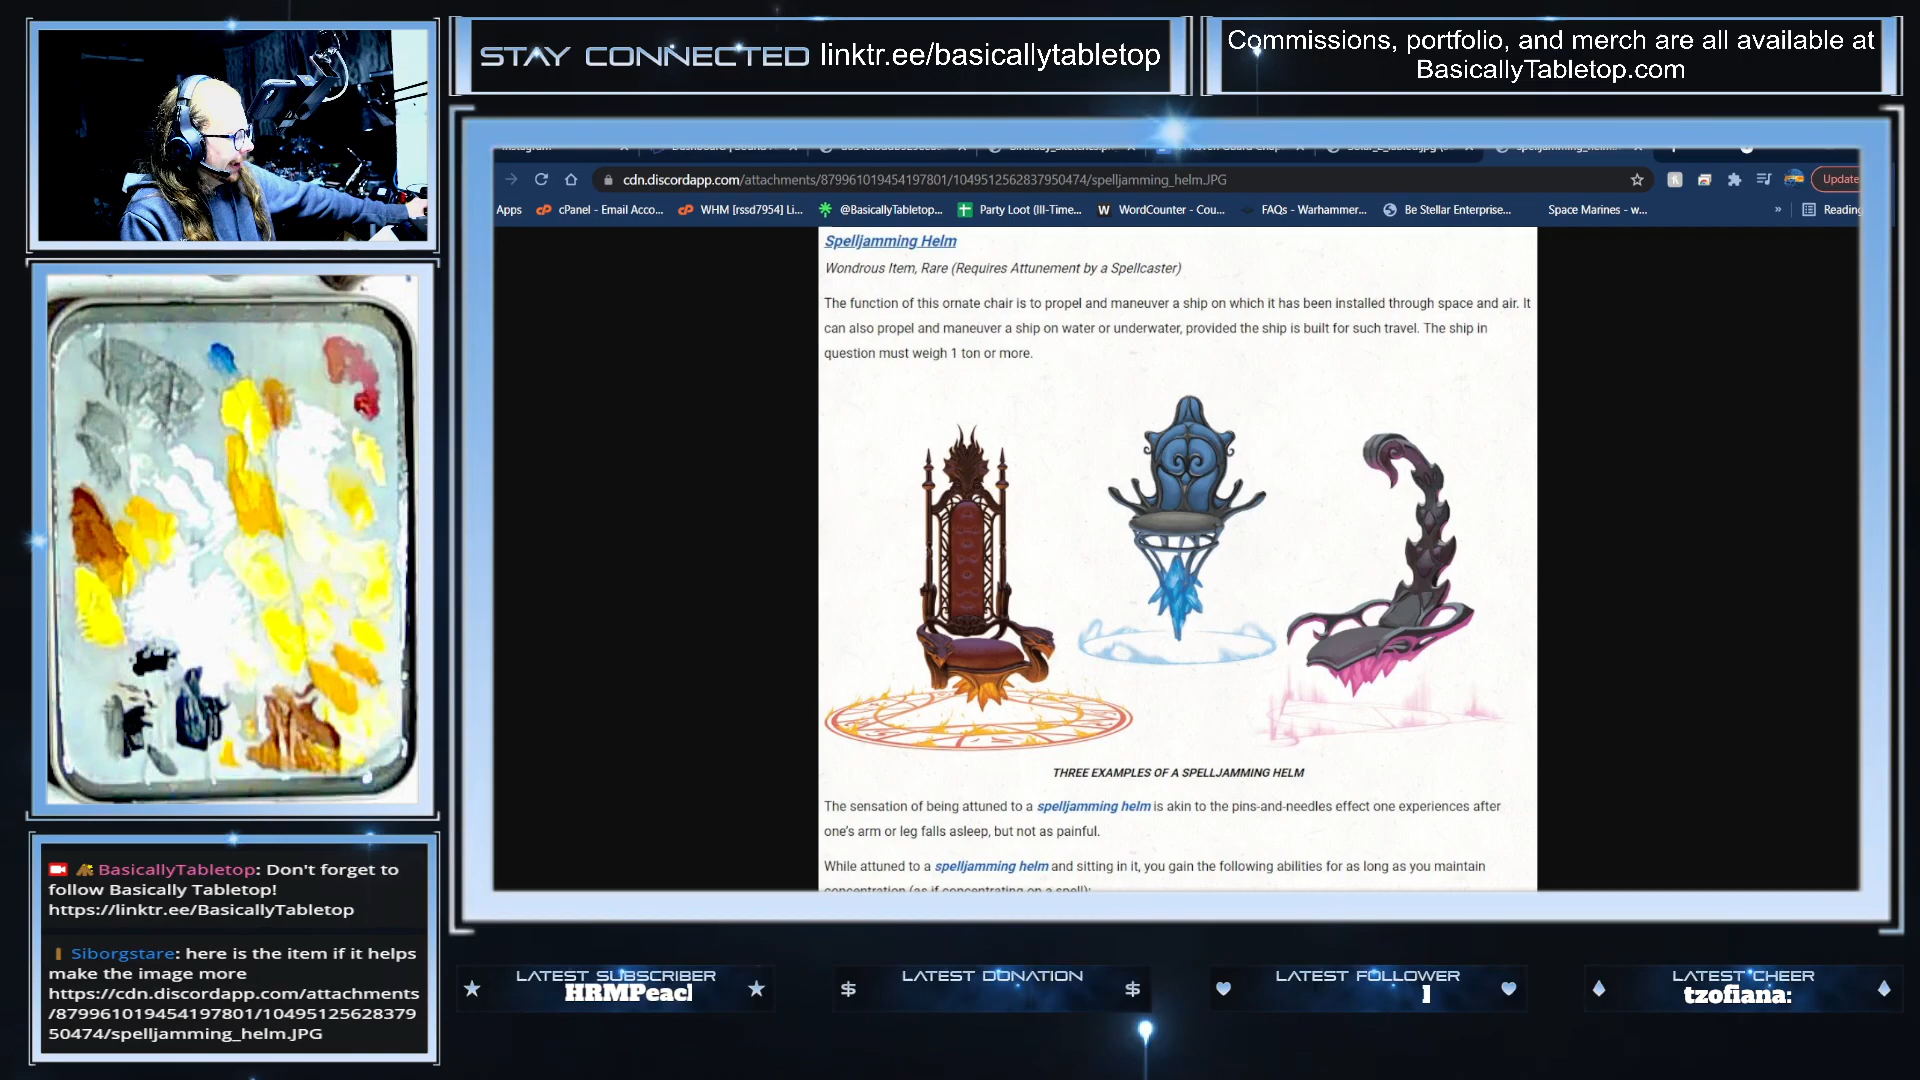 STAY CONNECTED linktr.ee/basicallytabletop
Commissions, portfolio, and merch are all available at
BasicallyTabletop.com
cdn.discordapp.com/attachments/879961019454197801/1049512562837950474/spelljamming_helm.JPG
Update
Apps
cPanel - Email Acco...
WHM [rssd7954] Li...
@BasicallyTabletop...
Party Loot (Ill-Time...
WordCounter - Cou...
FAQs - Warhammer...
Be Stellar Enterprise...
Space Marines - w...
»
Reading
Spelljamming Helm
Wondrous Item, Rare (Requires Attunement by a Spellcaster)
The function of this ornate chair is to propel and maneuver a ship on which it has been installed through space and air. It
can also propel and maneuver a ship on water or underwater, provided the ship is built for such travel. The ship in
question must weigh 1 ton or more.
THREE EXAMPLES OF A SPELLJAMMING HELM
The sensation of being attuned to a spelljamming helm is akin to the pins-and-needles effect one experiences after
one's arm or leg falls asleep, but not as painful.
While attuned to a spelljamming helm and sitting in it, you gain the following abilities for as long as you maintain
concentration (as if concentrating on a spell):
BasicallyTabletop: Don't forget to
follow Basically Tabletop!
https://linktr.ee/BasicallyTabletop
Siborgstare: here is the item if it helps
make the image more
https://cdn.discordapp.com/attachments
/879961019454197801/10495125628379
50474/spelljamming_helm.JPG
LATEST SUBSCRIBER
HRMPeac
LATEST DONATION
LATEST FOLLOWER
LATEST CHEER
tzofiana: